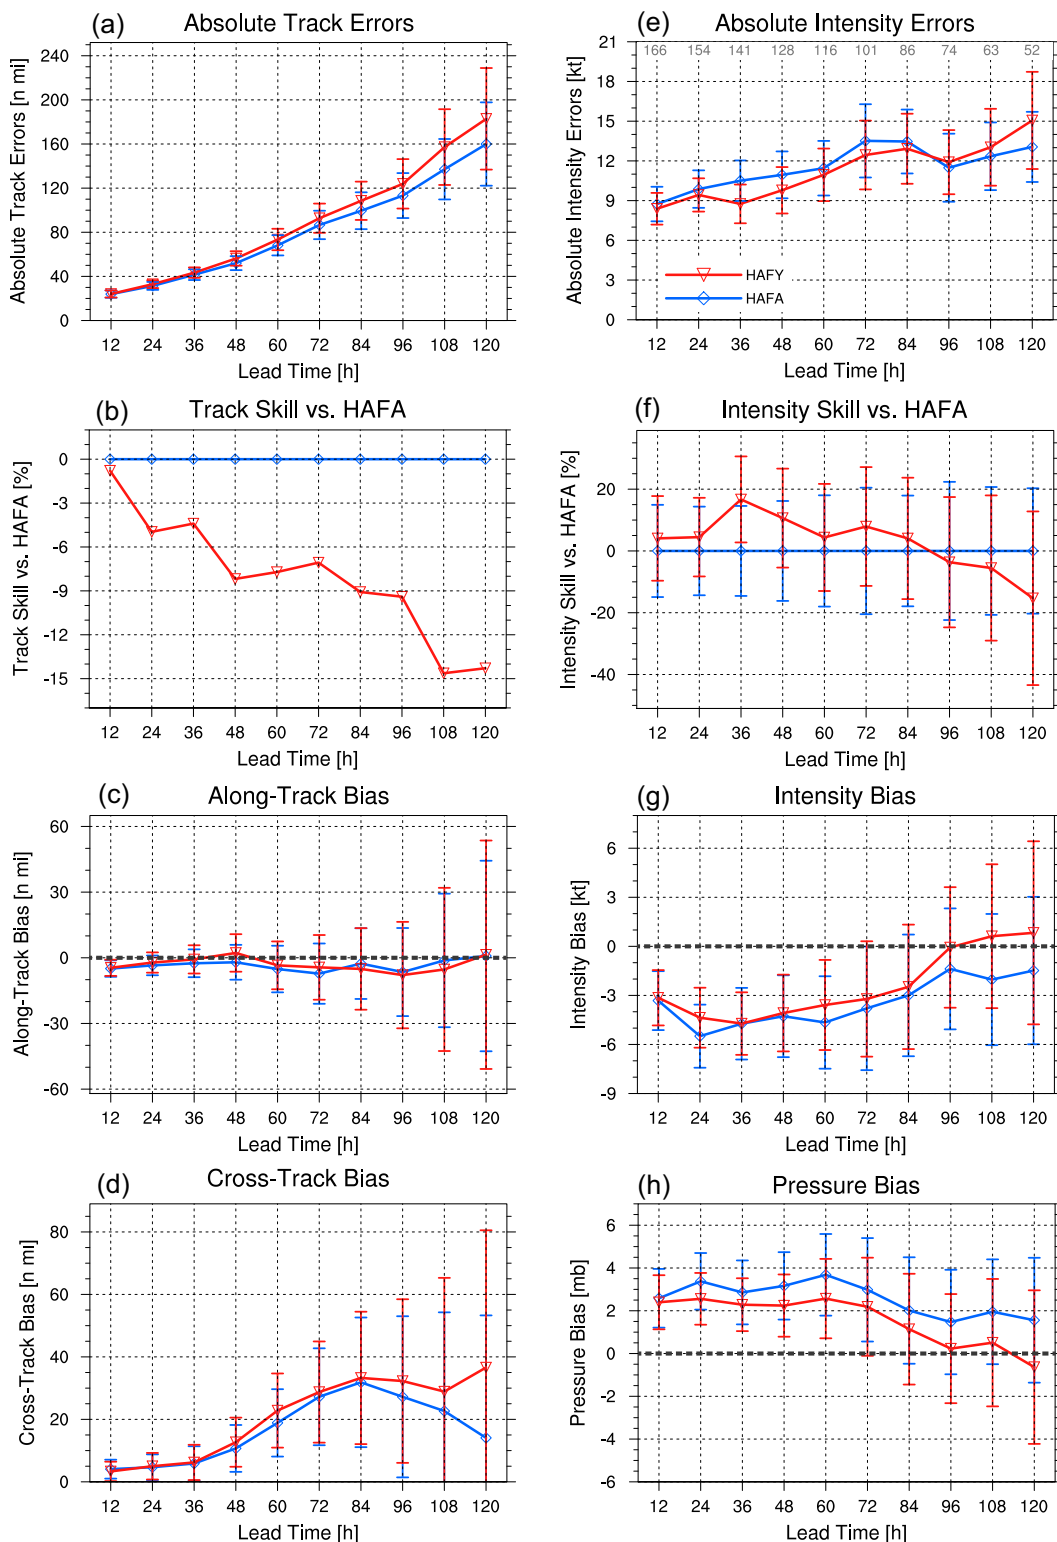 (a) Absolute Track Errors
Absolute Track Errors [n mi]
240
200
160
120
80
40
0
12 24 36 48 60 72 84 96 108 120
Lead Time [h]
(e) Absolute Intensity Errors
Absolute Intensity Errors [kt]
166 154 141 128 116 101 86 74 63 52
21
18
15
12
9
6
3
0
HAFY
HAFA
12 24 36 48 60 72 84 96 108 120
Lead Time [h]
(b) Track Skill vs. HAFA
Track Skill vs. HAFA [%]
0
-3
-6
-9
-12
-15
12 24 36 48 60 72 84 96 108 120
Lead Time [h]
(f) Intensity Skill vs. HAFA
Intensity Skill vs. HAFA [%]
20
0
-20
-40
12 24 36 48 60 72 84 96 108 120
Lead Time [h]
(c) Along-Track Bias
Along-Track Bias [n mi]
60
30
0
-30
-60
12 24 36 48 60 72 84 96 108 120
Lead Time [h]
(g) Intensity Bias
Intensity Bias [kt]
6
3
0
-3
-6
-9
12 24 36 48 60 72 84 96 108 120
Lead Time [h]
(d) Cross-Track Bias
Cross-Track Bias [n mi]
80
60
40
20
0
12 24 36 48 60 72 84 96 108 120
Lead Time [h]
(h) Pressure Bias
Pressure Bias [mb]
6
4
2
0
-2
-4
-6
12 24 36 48 60 72 84 96 108 120
Lead Time [h]